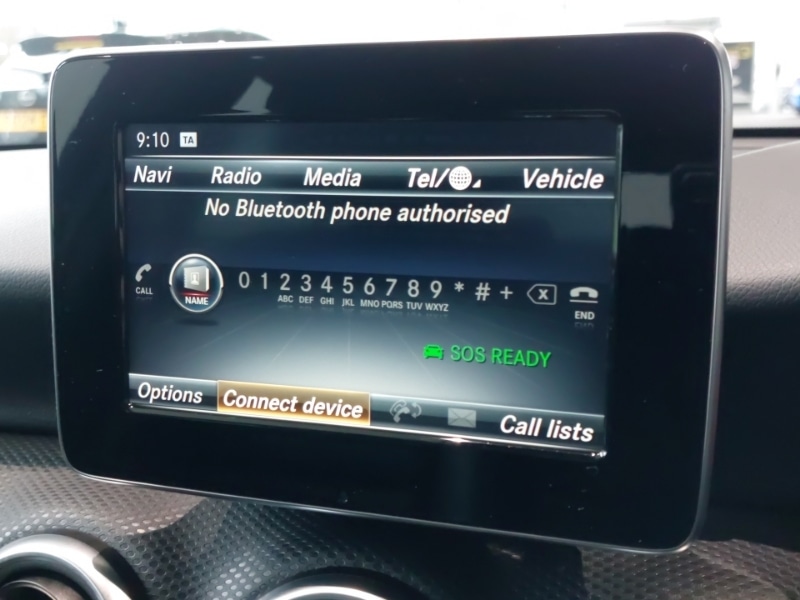 9:10 TA
Navi Radio Media Tel/ Vehicle
No Bluetooth phone authorised
0 1 2 3 4 5 6 7 8 9 * # +
CALL NAME ABC DEF GHI JKL MNO PQRS TUV WXYZ END
SOS READY
Options Connect device Call lists